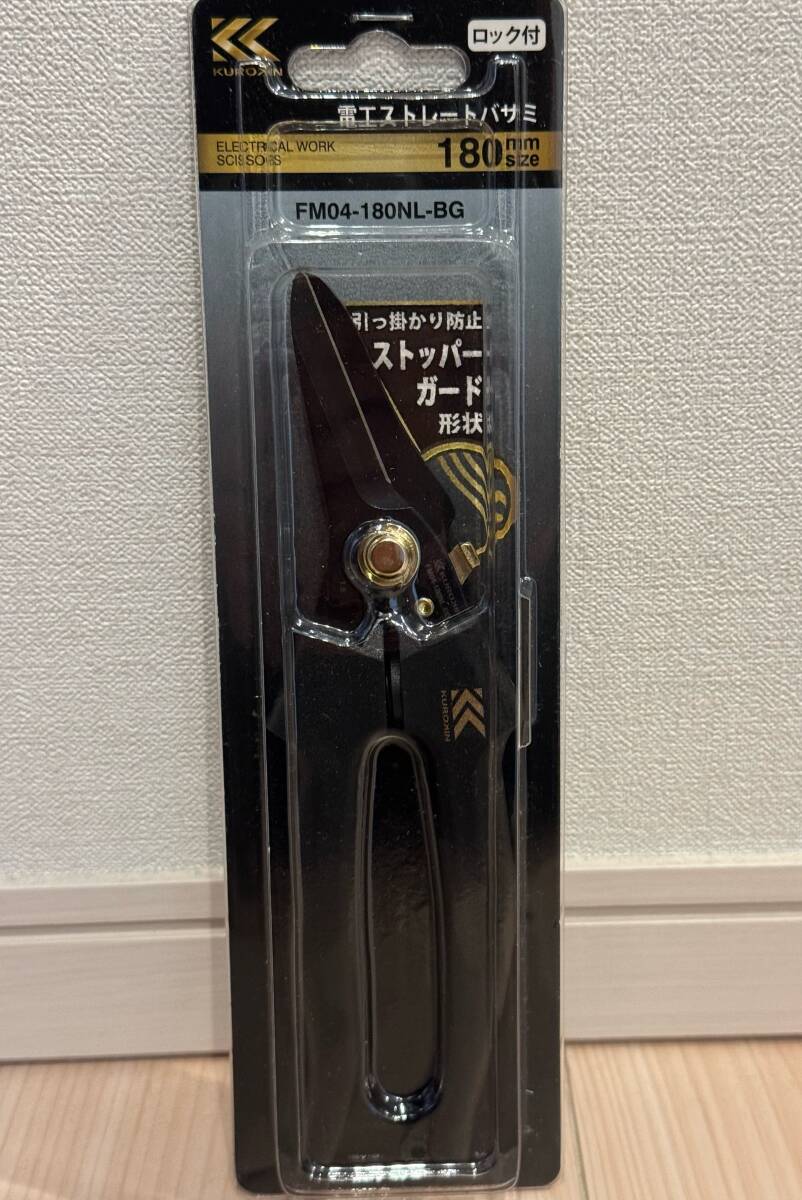 ロック付
KUROKIN
電工ストレートバサミ
ELECTRICAL WORK
SCISSORS
180 mm size
FM04-180NL-BG
引っ掛かり防止
ストッパー
ガード
形状
KUROKIN